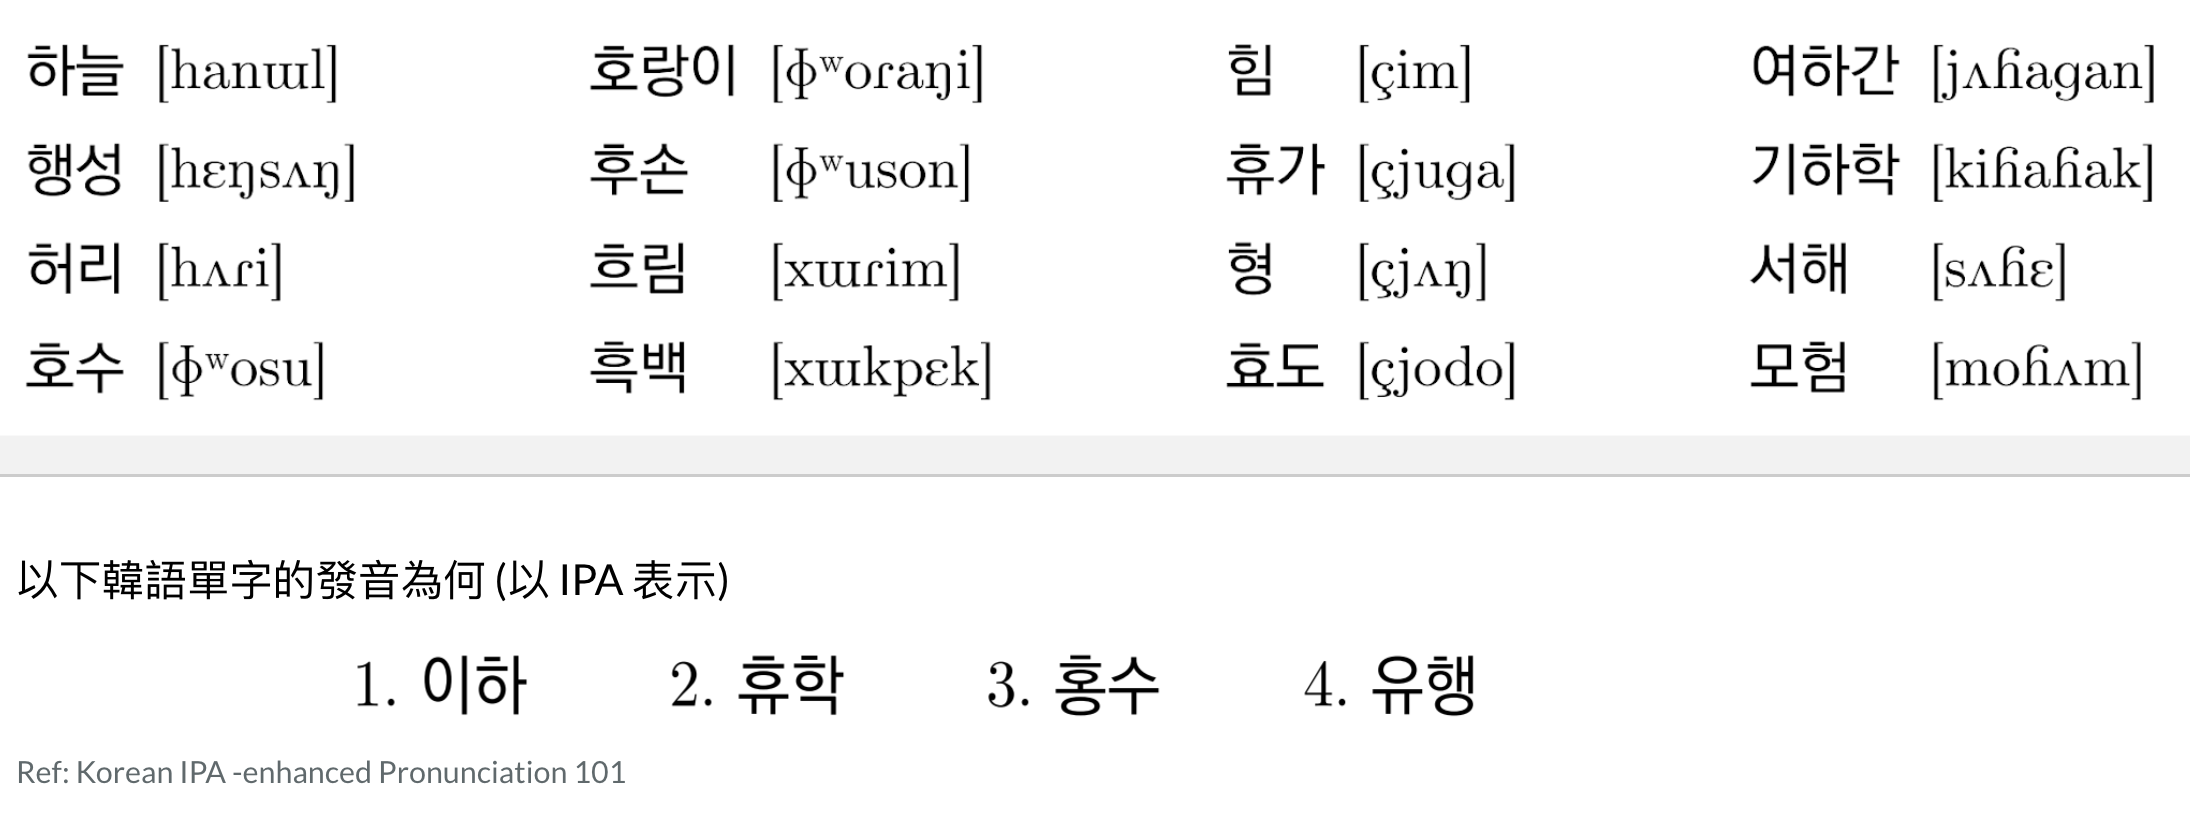 하늘 [hanɯl] 호랑이 [ɸʷoɾaŋi] 힘 [çim] 여하간 [jʌɦagan]
행성 [hɛŋsʌŋ] 후손 [ɸʷuson] 휴가 [çjuga] 기하학 [kiɦaɦak]
허리 [hʌɾi] 흐림 [xɯɾim] 형 [çjʌŋ] 서해 [sʌɦɛ]
호수 [ɸʷosu] 흑백 [xɯkpɛk] 효도 [çjodo] 모험 [moɦʌm]
以下韓語單字的發音為何 (以 IPA 表示)
1. 이하 2. 휴학 3. 홍수 4. 유행
Ref: Korean IPA -enhanced Pronunciation 101